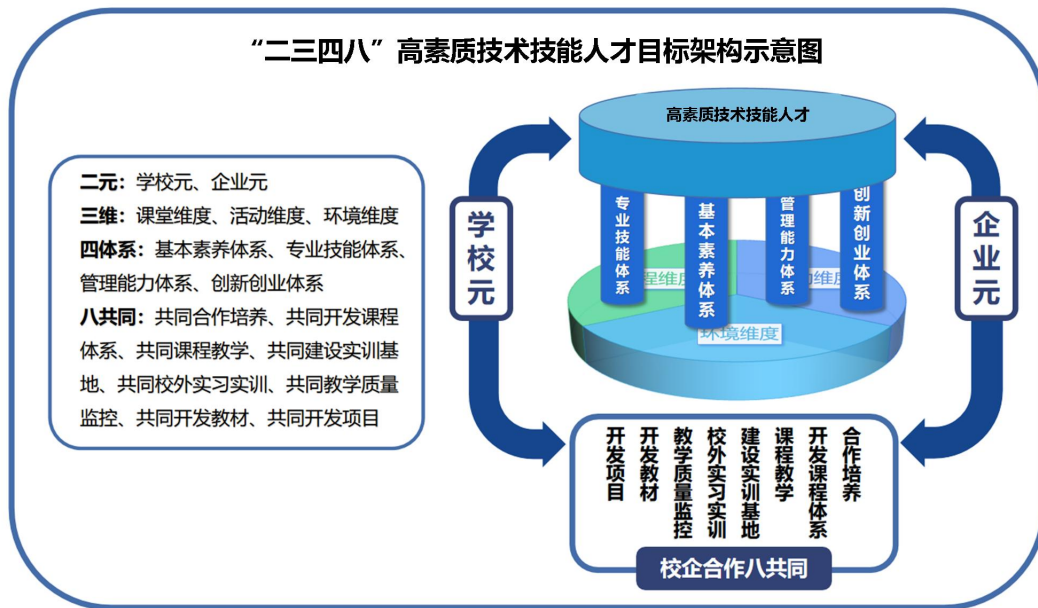 “二三四八”高素质技术技能人才目标架构示意图
二元：学校元、企业元
三维：课堂维度、活动维度、环境维度
四体系：基本素养体系、专业技能体系、
管理能力体系、创新创业体系
八共同：共同合作培养、共同开发课程
体系、共同课程教学、共同建设实训基
地、共同校外实习实训、共同教学质量
监控、共同开发教材、共同开发项目
高素质技术技能人才
学校元
专业技能体系
基本素养体系
管理能力体系
创新创业体系
企业元
程维度
动维度
环境维度
开发项目
开发教材
教学质量监控
校外实习实训
建设实训基地
课程教学
开发课程体系
合作培养
校企合作八共同